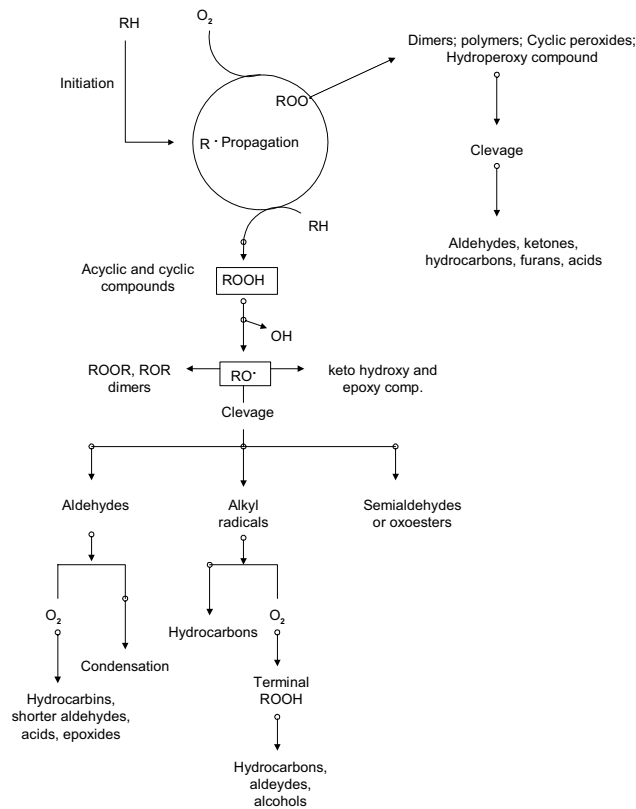 RH
O₂
Dimers; polymers; Cyclic peroxides;
Hydroperoxy compound
Initiation
ROO
R · Propagation
Clevage
RH
Aldehydes, ketones,
hydrocarbons, furans, acids
Acyclic and cyclic
compounds
ROOH
OH
ROOR, ROR
dimers
RO·
keto hydroxy and
epoxy comp.
Clevage
Aldehydes
Alkyl
radicals
Semialdehydes
or oxoesters
O₂
Condensation
Hydrocarbons
O₂
Hydrocarbins,
shorter aldehydes,
acids, epoxides
Terminal
ROOH
Hydrocarbons,
aldeydes,
alcohols